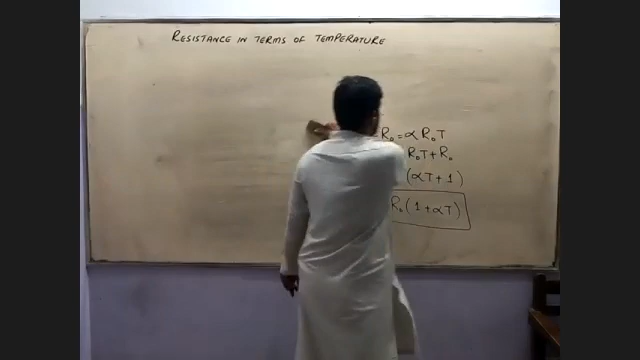 RESISTANCE IN TERMS OF TEMPERATURE
R₀ = α R₀T
R₀T + R₀
(αT + 1)
R₀ (1 + αT)